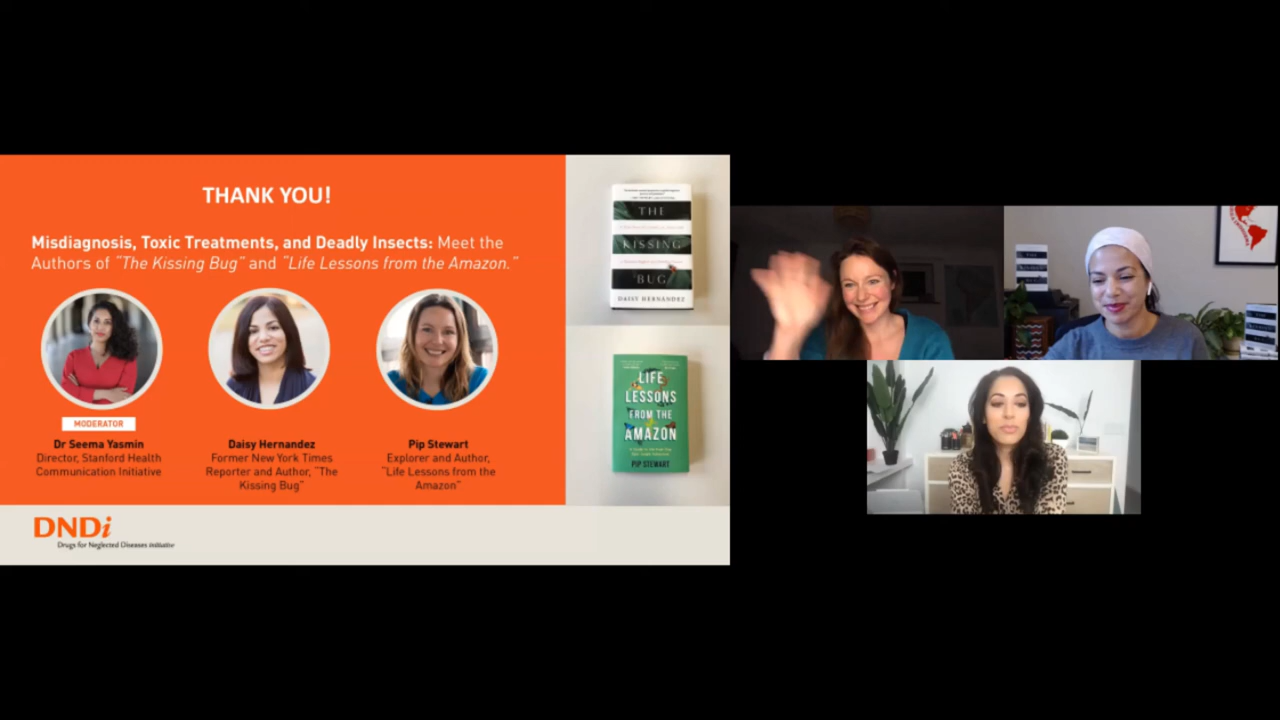 THANK YOU!
Misdiagnosis, Toxic Treatments, and Deadly Insects: Meet the
Authors of “The Kissing Bug” and “Life Lessons from the Amazon.”
MODERATOR
Dr Seema Yasmin
Director, Stanford Health
Communication Initiative
Daisy Hernandez
Former New York Times
Reporter and Author, “The
Kissing Bug”
Pip Stewart
Explorer and Author,
“Life Lessons from the
Amazon”
DNDi
Drugs for Neglected Diseases initiative
THE
KISSING
BUG
DAISY HERNÁNDEZ
LIFE
LESSONS
FROM THE
AMAZON
PIP STEWART